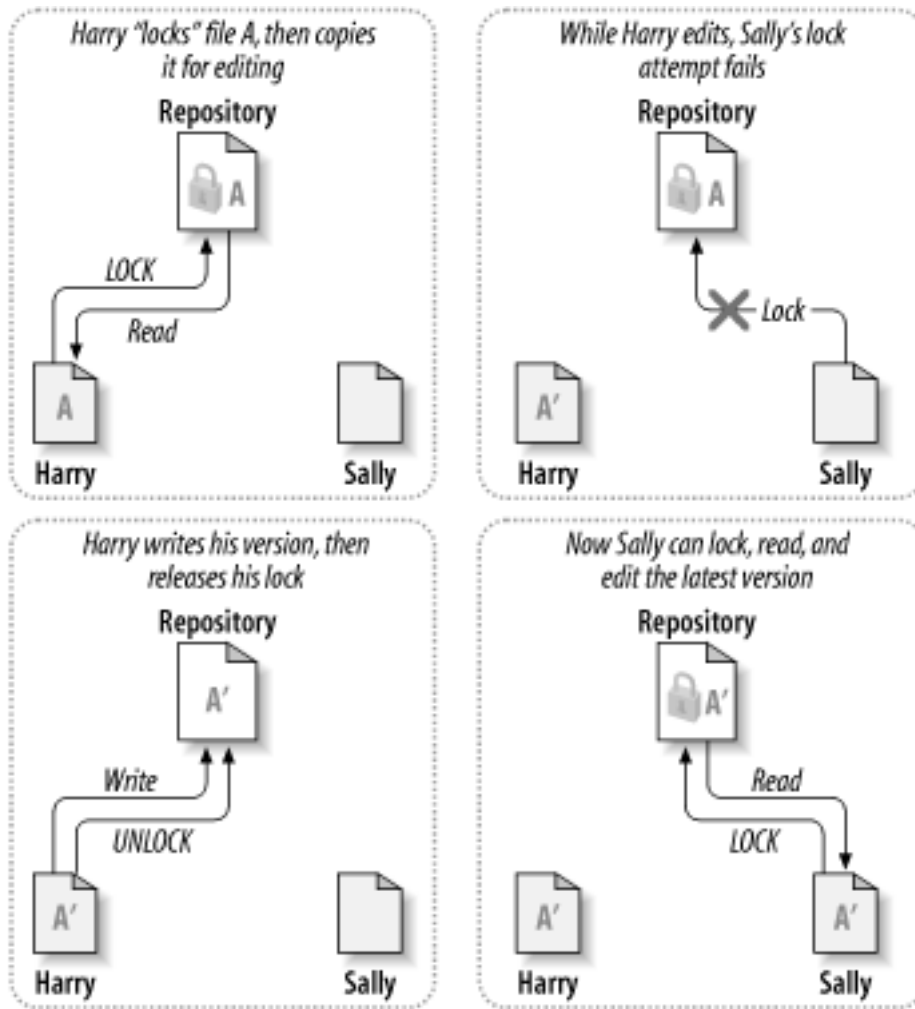 Harry “locks” file A, then copies
it for editing
Repository
A
LOCK
Read
A
Harry
Sally
While Harry edits, Sally’s lock
attempt fails
Repository
A
Lock
A′
Harry
Sally
Harry writes his version, then
releases his lock
Repository
A′
Write
UNLOCK
A′
Harry
Sally
Now Sally can lock, read, and
edit the latest version
Repository
A′
Read
LOCK
A′
A′
Harry
Sally